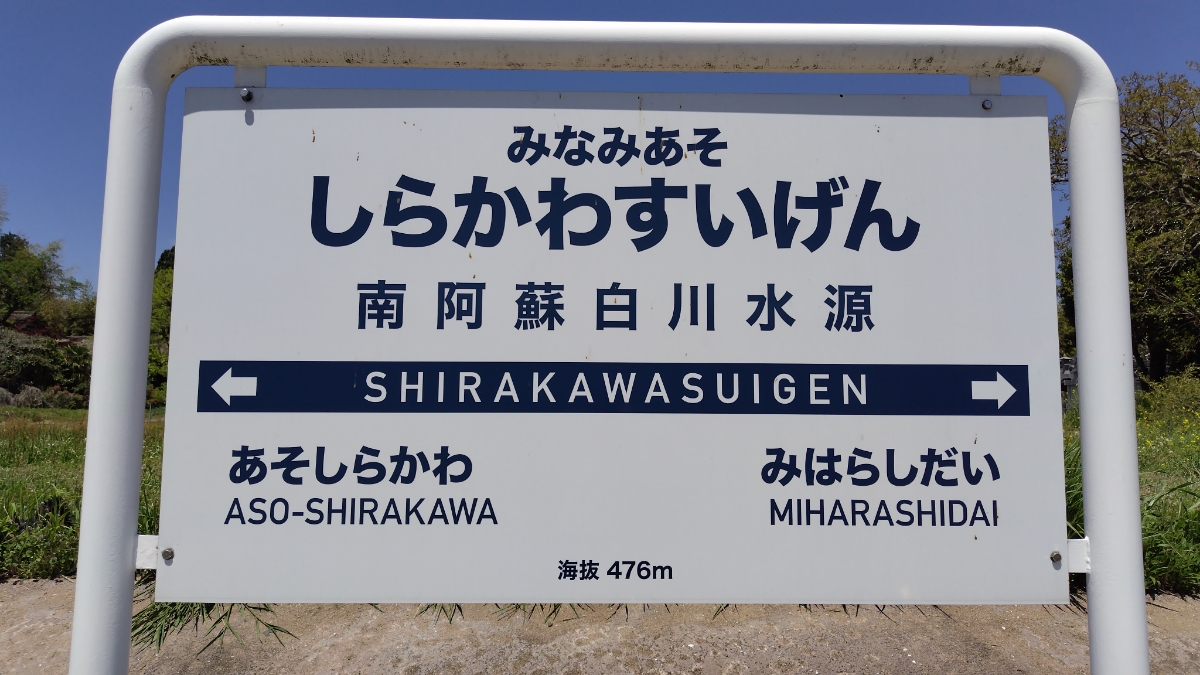 みなみあそ
しらかわすいげん
南阿蘇白川水源
SHIRAKAWASUIGEN
あそしらかわ
みはらしだい
ASO-SHIRAKAWA
MIHARASHIDAI
海抜 476m